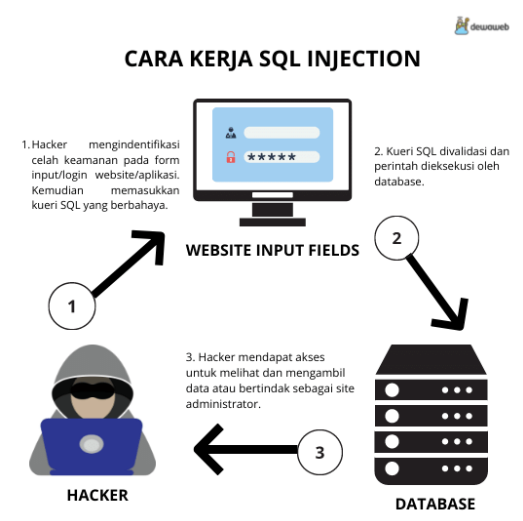 dewaweb
CARA KERJA SQL INJECTION
1. Hacker mengindentifikasi
celah keamanan pada form
input/login website/aplikasi.
Kemudian memasukkan
kueri SQL yang berbahaya.
*****
2. Kueri SQL divalidasi dan
perintah dieksekusi oleh
database.
WEBSITE INPUT FIELDS
2
1
3. Hacker mendapat akses
untuk melihat dan mengambil
data atau bertindak sebagai site
administrator.
3
HACKER
DATABASE